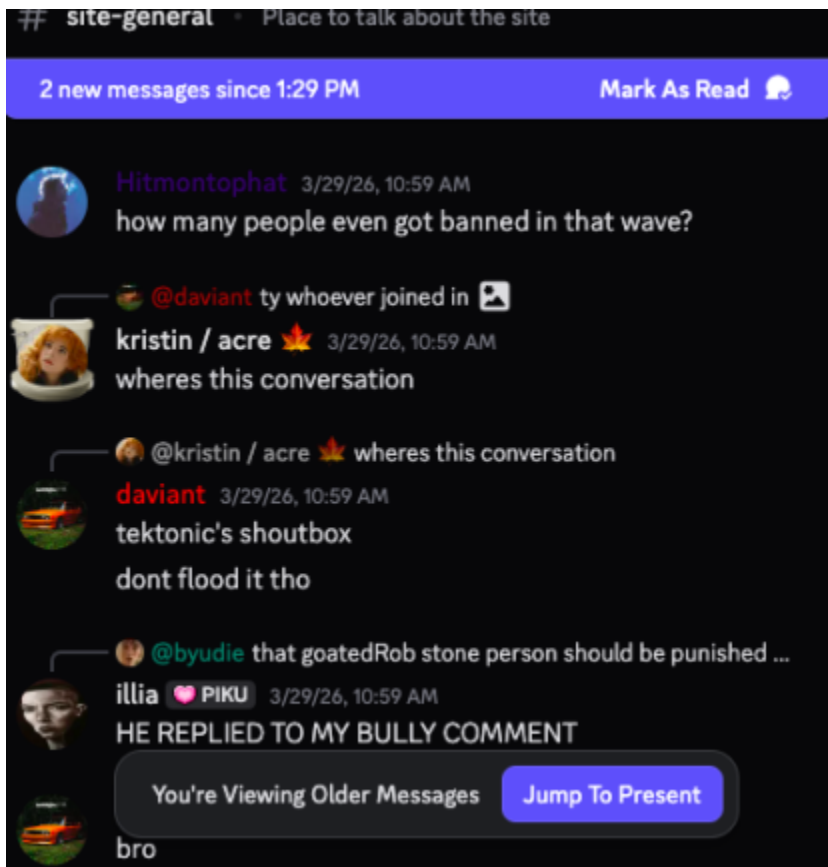 # site-general • Place to talk about the site
2 new messages since 1:29 PM Mark As Read
Hitmontophat 3/29/26, 10:59 AM
how many people even got banned in that wave?
@daviant ty whoever joined in
kristin / acre 🍁 3/29/26, 10:59 AM
wheres this conversation
@kristin / acre 🍁 wheres this conversation
daviant 3/29/26, 10:59 AM
tektonic's shoutbox
dont flood it tho
@byudie that goatedRob stone person should be punished ...
illia PIKU 3/29/26, 10:59 AM
HE REPLIED TO MY BULLY COMMENT
You're Viewing Older Messages Jump To Present
bro